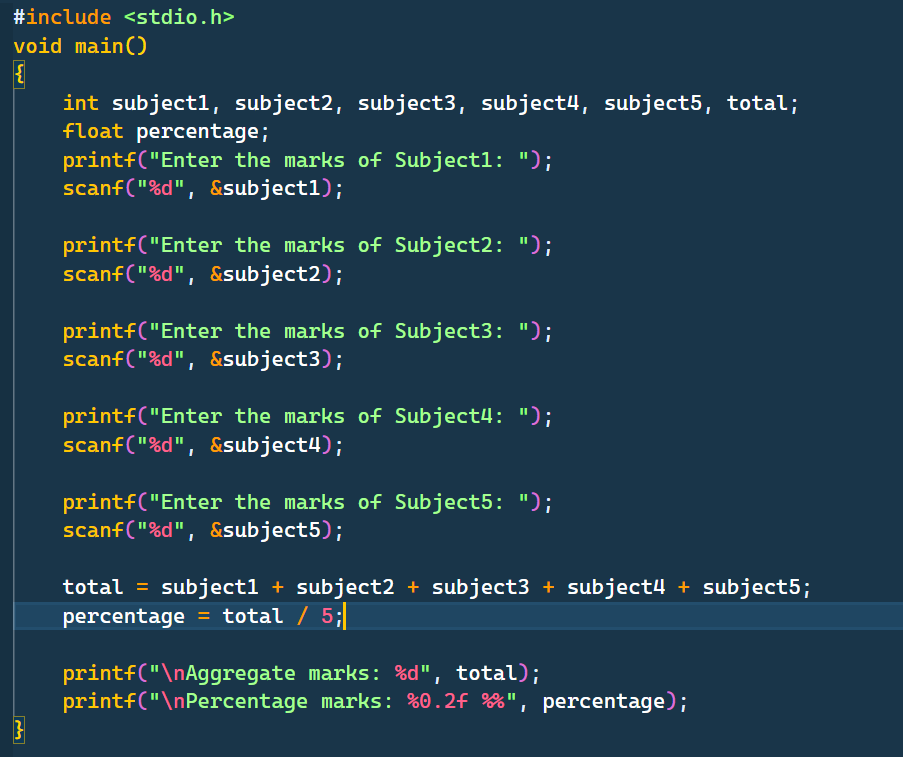 #include <stdio.h>
void main()
{
    int subject1, subject2, subject3, subject4, subject5, total;
    float percentage;
    printf("Enter the marks of Subject1: ");
    scanf("%d", &subject1);

    printf("Enter the marks of Subject2: ");
    scanf("%d", &subject2);

    printf("Enter the marks of Subject3: ");
    scanf("%d", &subject3);

    printf("Enter the marks of Subject4: ");
    scanf("%d", &subject4);

    printf("Enter the marks of Subject5: ");
    scanf("%d", &subject5);

    total = subject1 + subject2 + subject3 + subject4 + subject5;
    percentage = total / 5;

    printf("\nAggregate marks: %d", total);
    printf("\nPercentage marks: %0.2f %%", percentage);
}